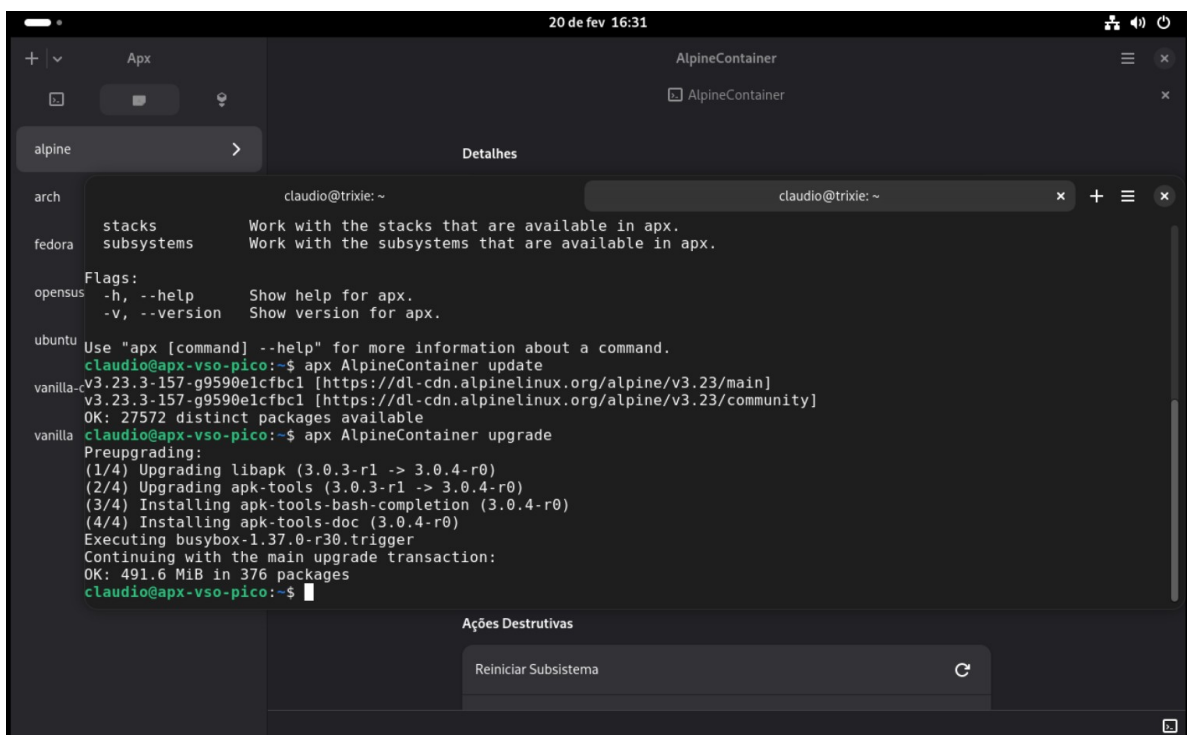 20 de fev 16:31
Apx
AlpineContainer
AlpineContainer
alpine
arch
fedora
opensus
ubuntu
vanilla-c
vanilla
Detalhes
claudio@trixie: ~
claudio@trixie: ~
stacks Work with the stacks that are available in apx.
subsystems Work with the subsystems that are available in apx.
Flags:
-h, --help Show help for apx.
-v, --version Show version for apx.
Use "apx [command] --help" for more information about a command.
claudio@apx-vso-pico:~$ apx AlpineContainer update
v3.23.3-157-g9590e1cfbc1 [https://dl-cdn.alpinelinux.org/alpine/v3.23/main]
v3.23.3-157-g9590e1cfbc1 [https://dl-cdn.alpinelinux.org/alpine/v3.23/community]
OK: 27572 distinct packages available
claudio@apx-vso-pico:~$ apx AlpineContainer upgrade
Preupgrading:
(1/4) Upgrading libapk (3.0.3-r1 -> 3.0.4-r0)
(2/4) Upgrading apk-tools (3.0.3-r1 -> 3.0.4-r0)
(3/4) Installing apk-tools-bash-completion (3.0.4-r0)
(4/4) Installing apk-tools-doc (3.0.4-r0)
Executing busybox-1.37.0-r30.trigger
Continuing with the main upgrade transaction:
OK: 491.6 MiB in 376 packages
claudio@apx-vso-pico:~$
Ações Destrutivas
Reiniciar Subsistema